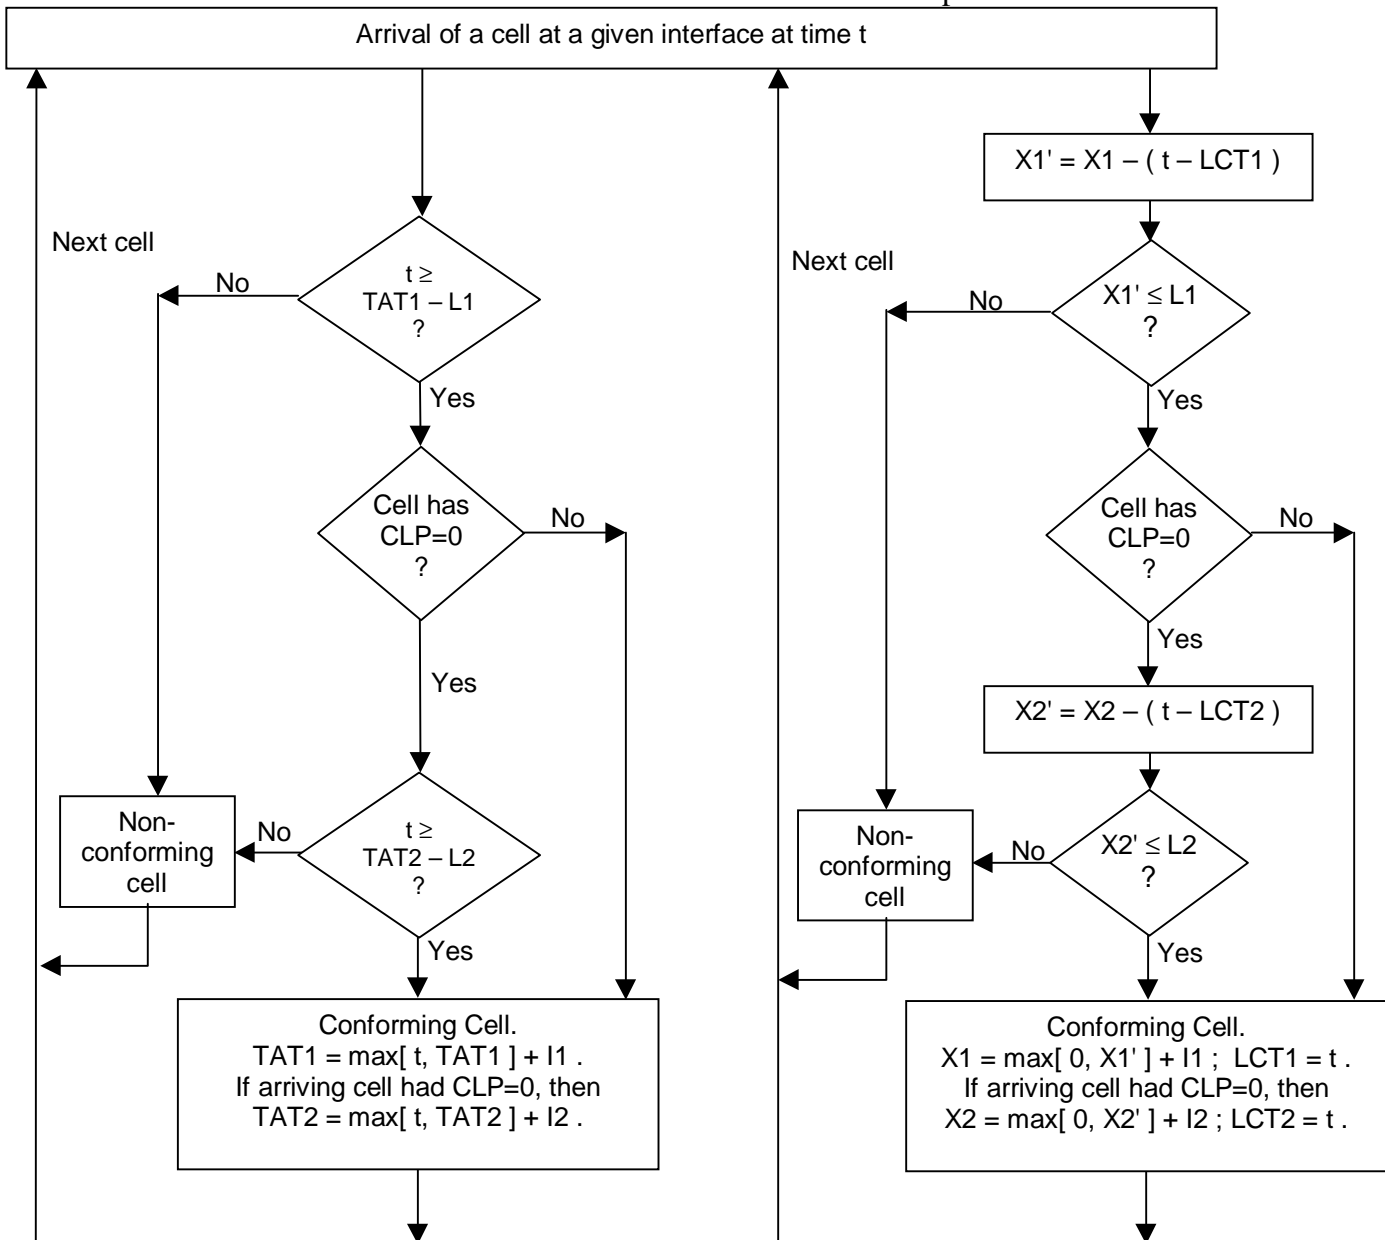 Arrival of a cell at a given interface at time t
Next cell
t ≥
TAT1 – L1
?
No
Yes
Cell has
CLP=0
?
No
Yes
t ≥
TAT2 – L2
?
No
Non-
conforming
cell
Yes
Conforming Cell.
TAT1 = max[ t, TAT1 ] + I1 .
If arriving cell had CLP=0, then
TAT2 = max[ t, TAT2 ] + I2 .
X1' = X1 – ( t – LCT1 )
Next cell
X1' ≤ L1
?
No
Yes
Cell has
CLP=0
?
No
Yes
X2' = X2 – ( t – LCT2 )
X2' ≤ L2
?
No
Non-
conforming
cell
Yes
Conforming Cell.
X1 = max[ 0, X1' ] + I1 ; LCT1 = t .
If arriving cell had CLP=0, then
X2 = max[ 0, X2' ] + I2 ; LCT2 = t .